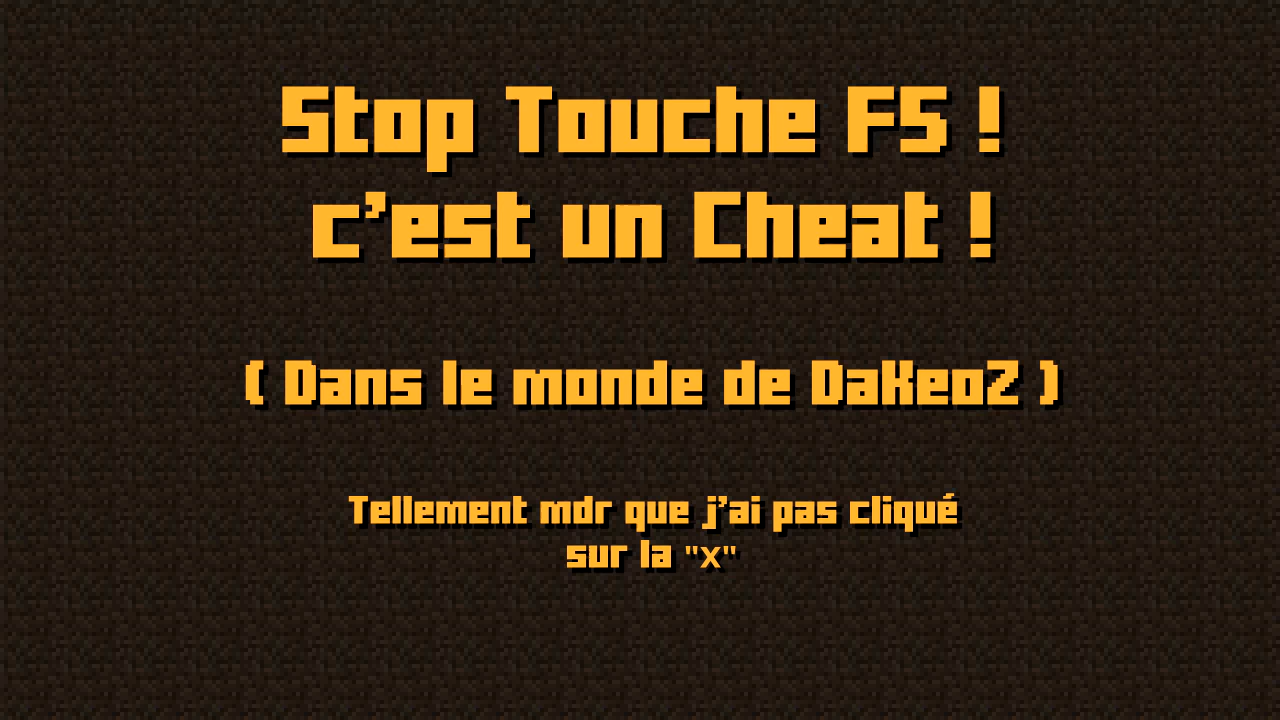 Stop Touche F5 !
c'est un Cheat !
( Dans le monde de DaKeoZ )
Tellement mdr que j'ai pas cliqué
sur la "X"